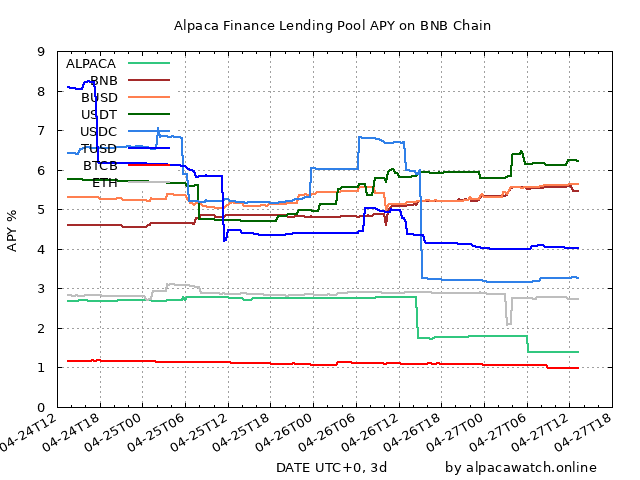 Alpaca Finance Lending Pool APY on BNB Chain
9
8
7
6
5
4
3
2
1
0
APY %
ALPACA
BNB
BUSD
USDT
USDC
TUSD
BTCB
ETH
04-24T12
04-24T18
04-25T00
04-25T06
04-25T12
04-25T18
04-26T00
04-26T06
04-26T12
04-26T18
04-27T00
04-27T06
04-27T12
04-27T18
DATE UTC+0, 3d
by alpacawatch.online